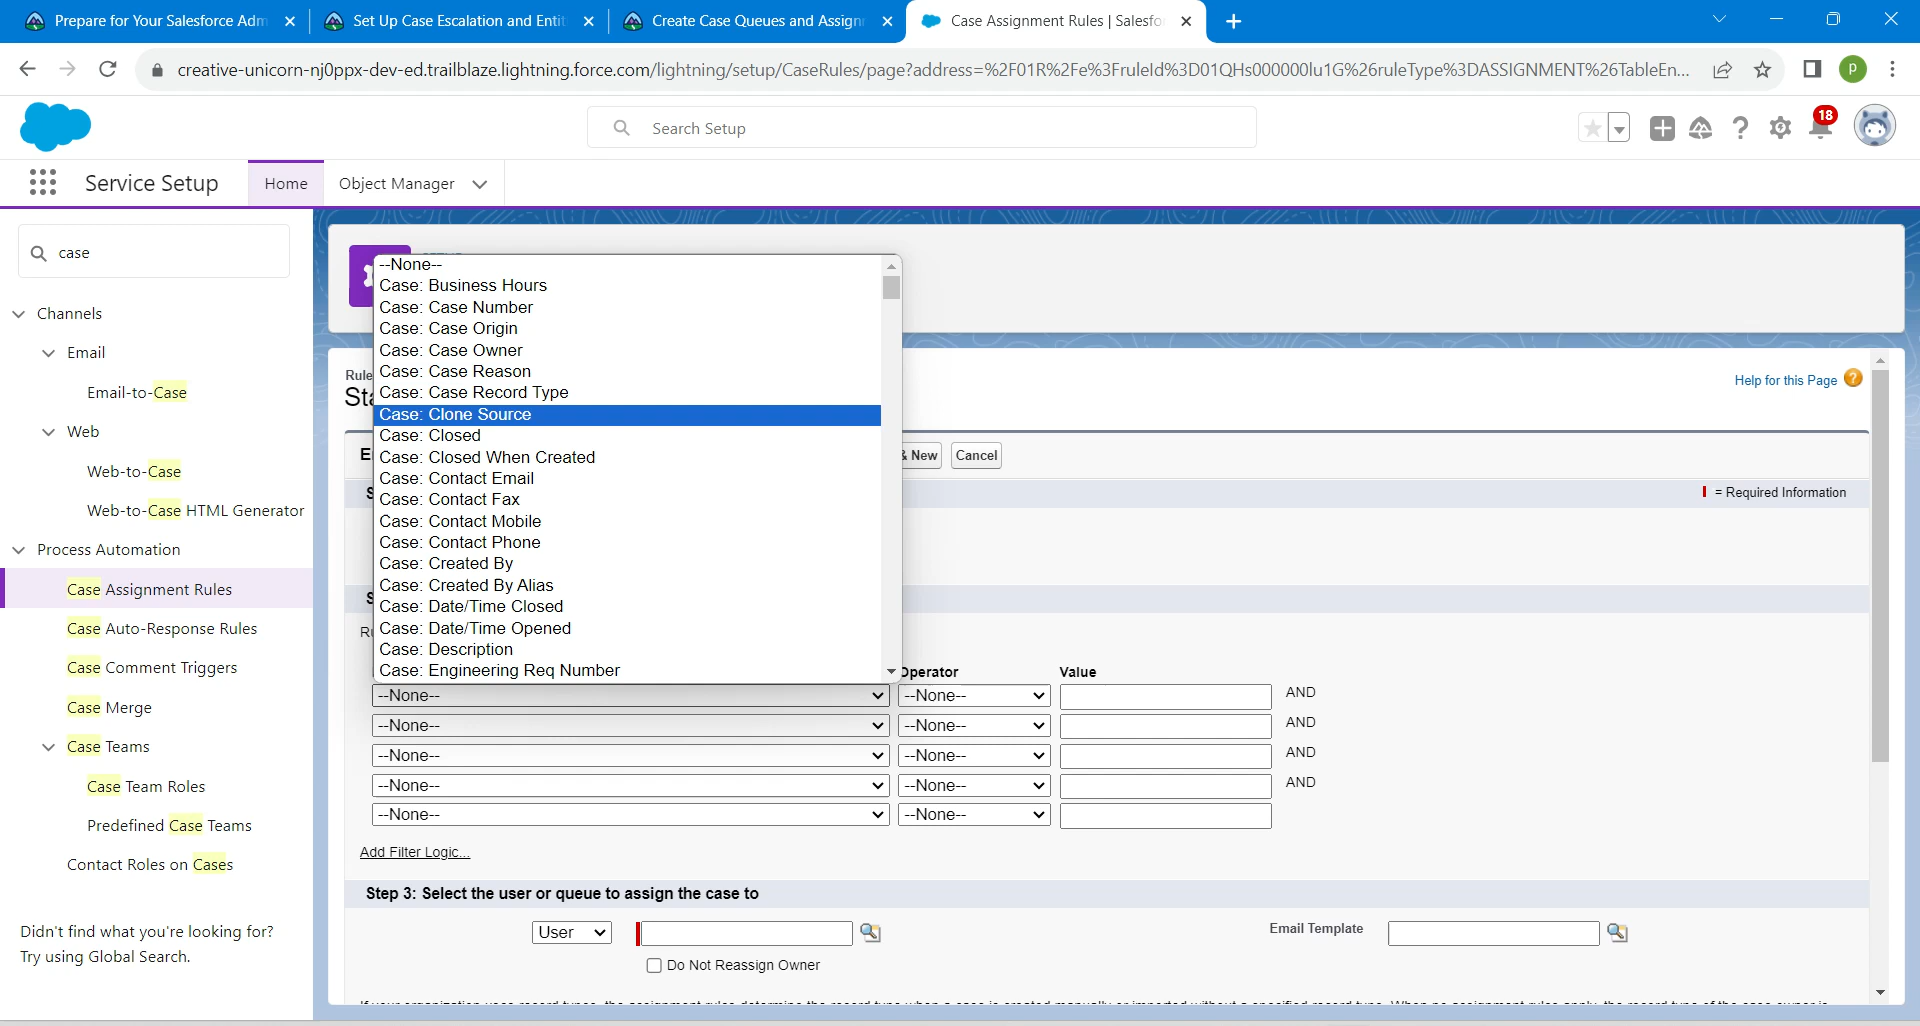 Prepare for Your Salesforce Adm
Set Up Case Escalation and Entit
Create Case Queues and Assignr
Case Assignment Rules | Salesfo
creative-unicorn-nj0ppx-dev-ed.trailblaze.lightning.force.com/lightning/setup/CaseRules/page?address=%2F01R%2Fe%3FruleId%3D01QHs000000lu1G%26ruleType%3DASSIGNMENT%26TableEn...
P
Search Setup
18
Service Setup
Home
Object Manager
case
Channels
Email
Email-to-Case
Web
Web-to-Case
Web-to-Case HTML Generator
Process Automation
Case Assignment Rules
Case Auto-Response Rules
Case Comment Triggers
Case Merge
Case Teams
Case Team Roles
Predefined Case Teams
Contact Roles on Cases
Didn't find what you're looking for?
Try using Global Search.
--None--
Case: Business Hours
Case: Case Number
Case: Case Origin
Case: Case Owner
Case: Case Reason
Case: Case Record Type
Case: Clone Source
Case: Closed
Case: Closed When Created
Case: Contact Email
Case: Contact Fax
Case: Contact Mobile
Case: Contact Phone
Case: Created By
Case: Created By Alias
Case: Date/Time Closed
Case: Date/Time Opened
Case: Description
Case: Engineering Req Number
Rule
Sta
Help for this Page
& New Cancel
= Required Information
Operator Value
--None-- --None-- AND
--None-- --None-- AND
--None-- --None-- AND
--None-- --None-- AND
--None-- --None--
Add Filter Logic...
Step 3: Select the user or queue to assign the case to
User
Email Template
Do Not Reassign Owner